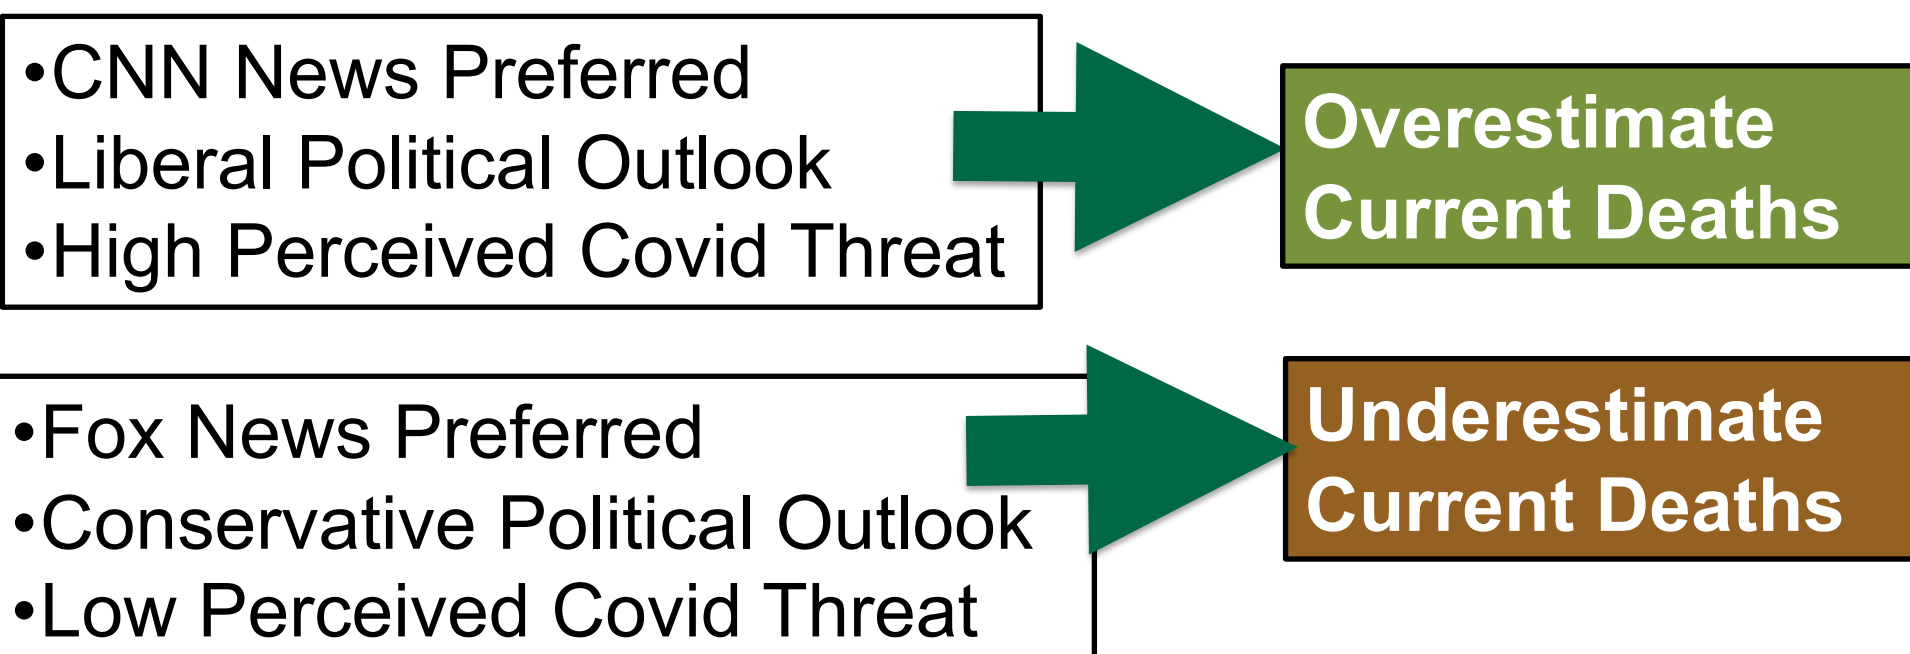 •CNN News Preferred
•Liberal Political Outlook
•High Perceived Covid Threat
Overestimate
Current Deaths
•Fox News Preferred
•Conservative Political Outlook
•Low Perceived Covid Threat
Underestimate
Current Deaths